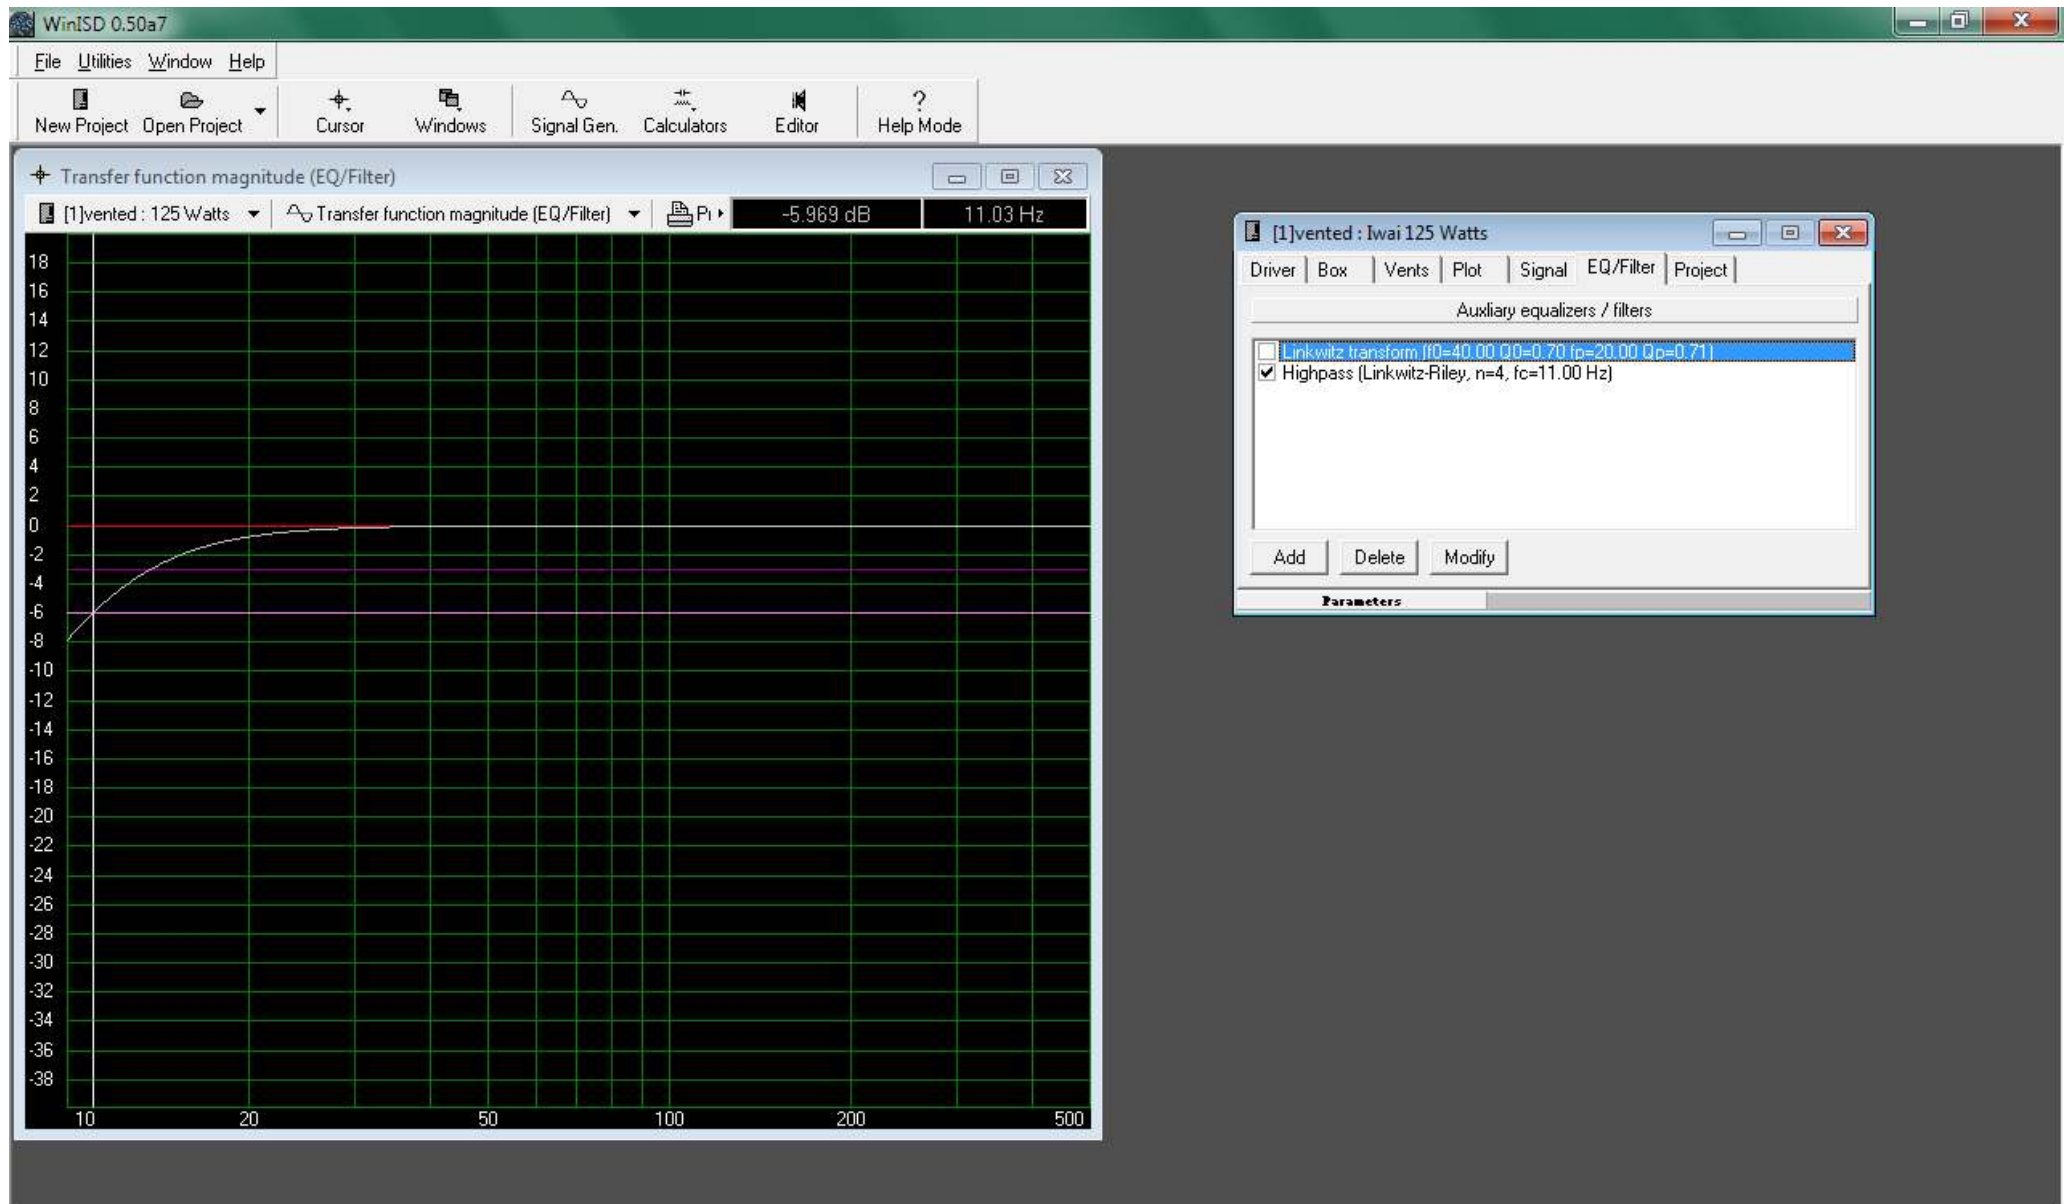 WinISD 0.50a7
File Utilities Window Help
New Project Open Project Cursor Windows Signal Gen. Calculators Editor Help Mode
Transfer function magnitude (EQ/Filter)
[1]vented : 125 Watts Transfer function magnitude (EQ/Filter) -5.969 dB 11.03 Hz
18
16
14
12
10
8
6
4
2
0
-2
-4
-6
-8
-10
-12
-14
-16
-18
-20
-22
-24
-26
-28
-30
-32
-34
-36
-38
10 20 50 100 200 500
[1]vented : Iwai 125 Watts
Driver Box Vents Plot Signal EQ/Filter Project
Auxliary equalizers / filters
Linkwitz transform (f0=40.00 Q0=0.70 fp=20.00 Qp=0.71)
Highpass (Linkwitz-Riley, n=4, fc=11.00 Hz)
Add Delete Modify
Parameters